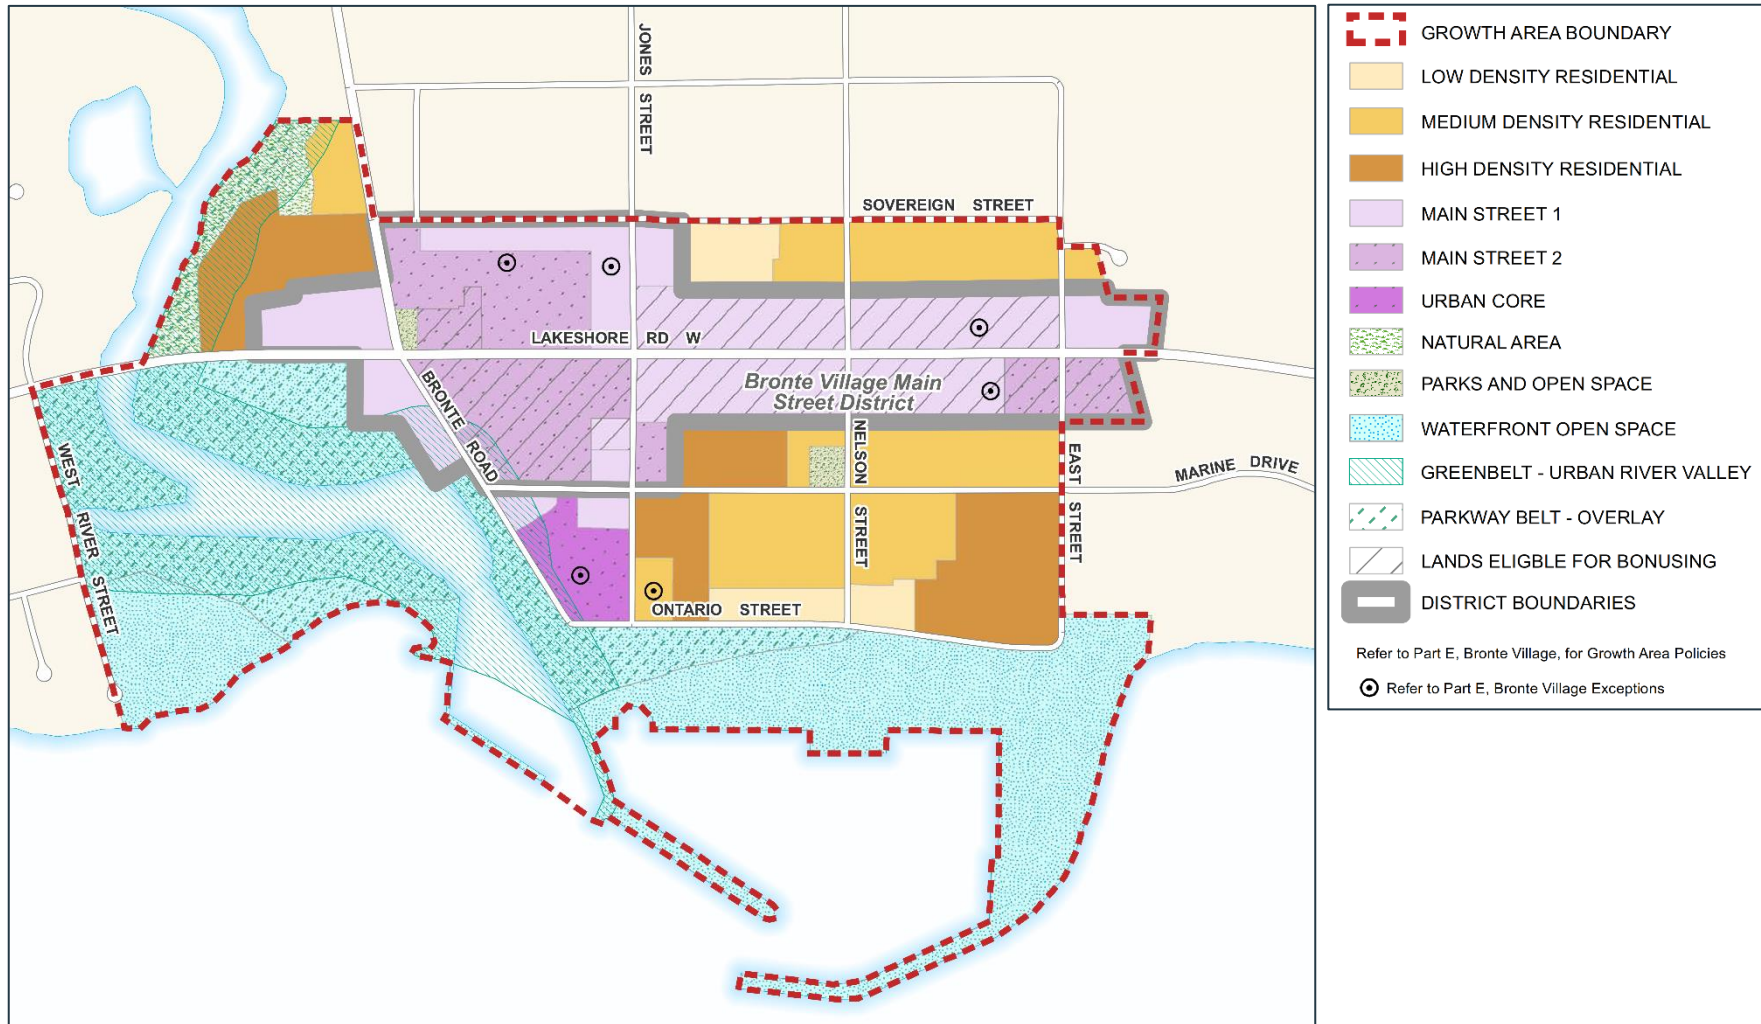 JONES STREET
SOVEREIGN STREET
LAKESHORE RD W
BRONTE ROAD
Bronte Village Main
Street District
NELSON STREET
EAST STREET
MARINE DRIVE
WEST RIVER STREET
ONTARIO STREET
GROWTH AREA BOUNDARY
LOW DENSITY RESIDENTIAL
MEDIUM DENSITY RESIDENTIAL
HIGH DENSITY RESIDENTIAL
MAIN STREET 1
MAIN STREET 2
URBAN CORE
NATURAL AREA
PARKS AND OPEN SPACE
WATERFRONT OPEN SPACE
GREENBELT - URBAN RIVER VALLEY
PARKWAY BELT - OVERLAY
LANDS ELIGBLE FOR BONUSING
DISTRICT BOUNDARIES
Refer to Part E, Bronte Village, for Growth Area Policies
Refer to Part E, Bronte Village Exceptions